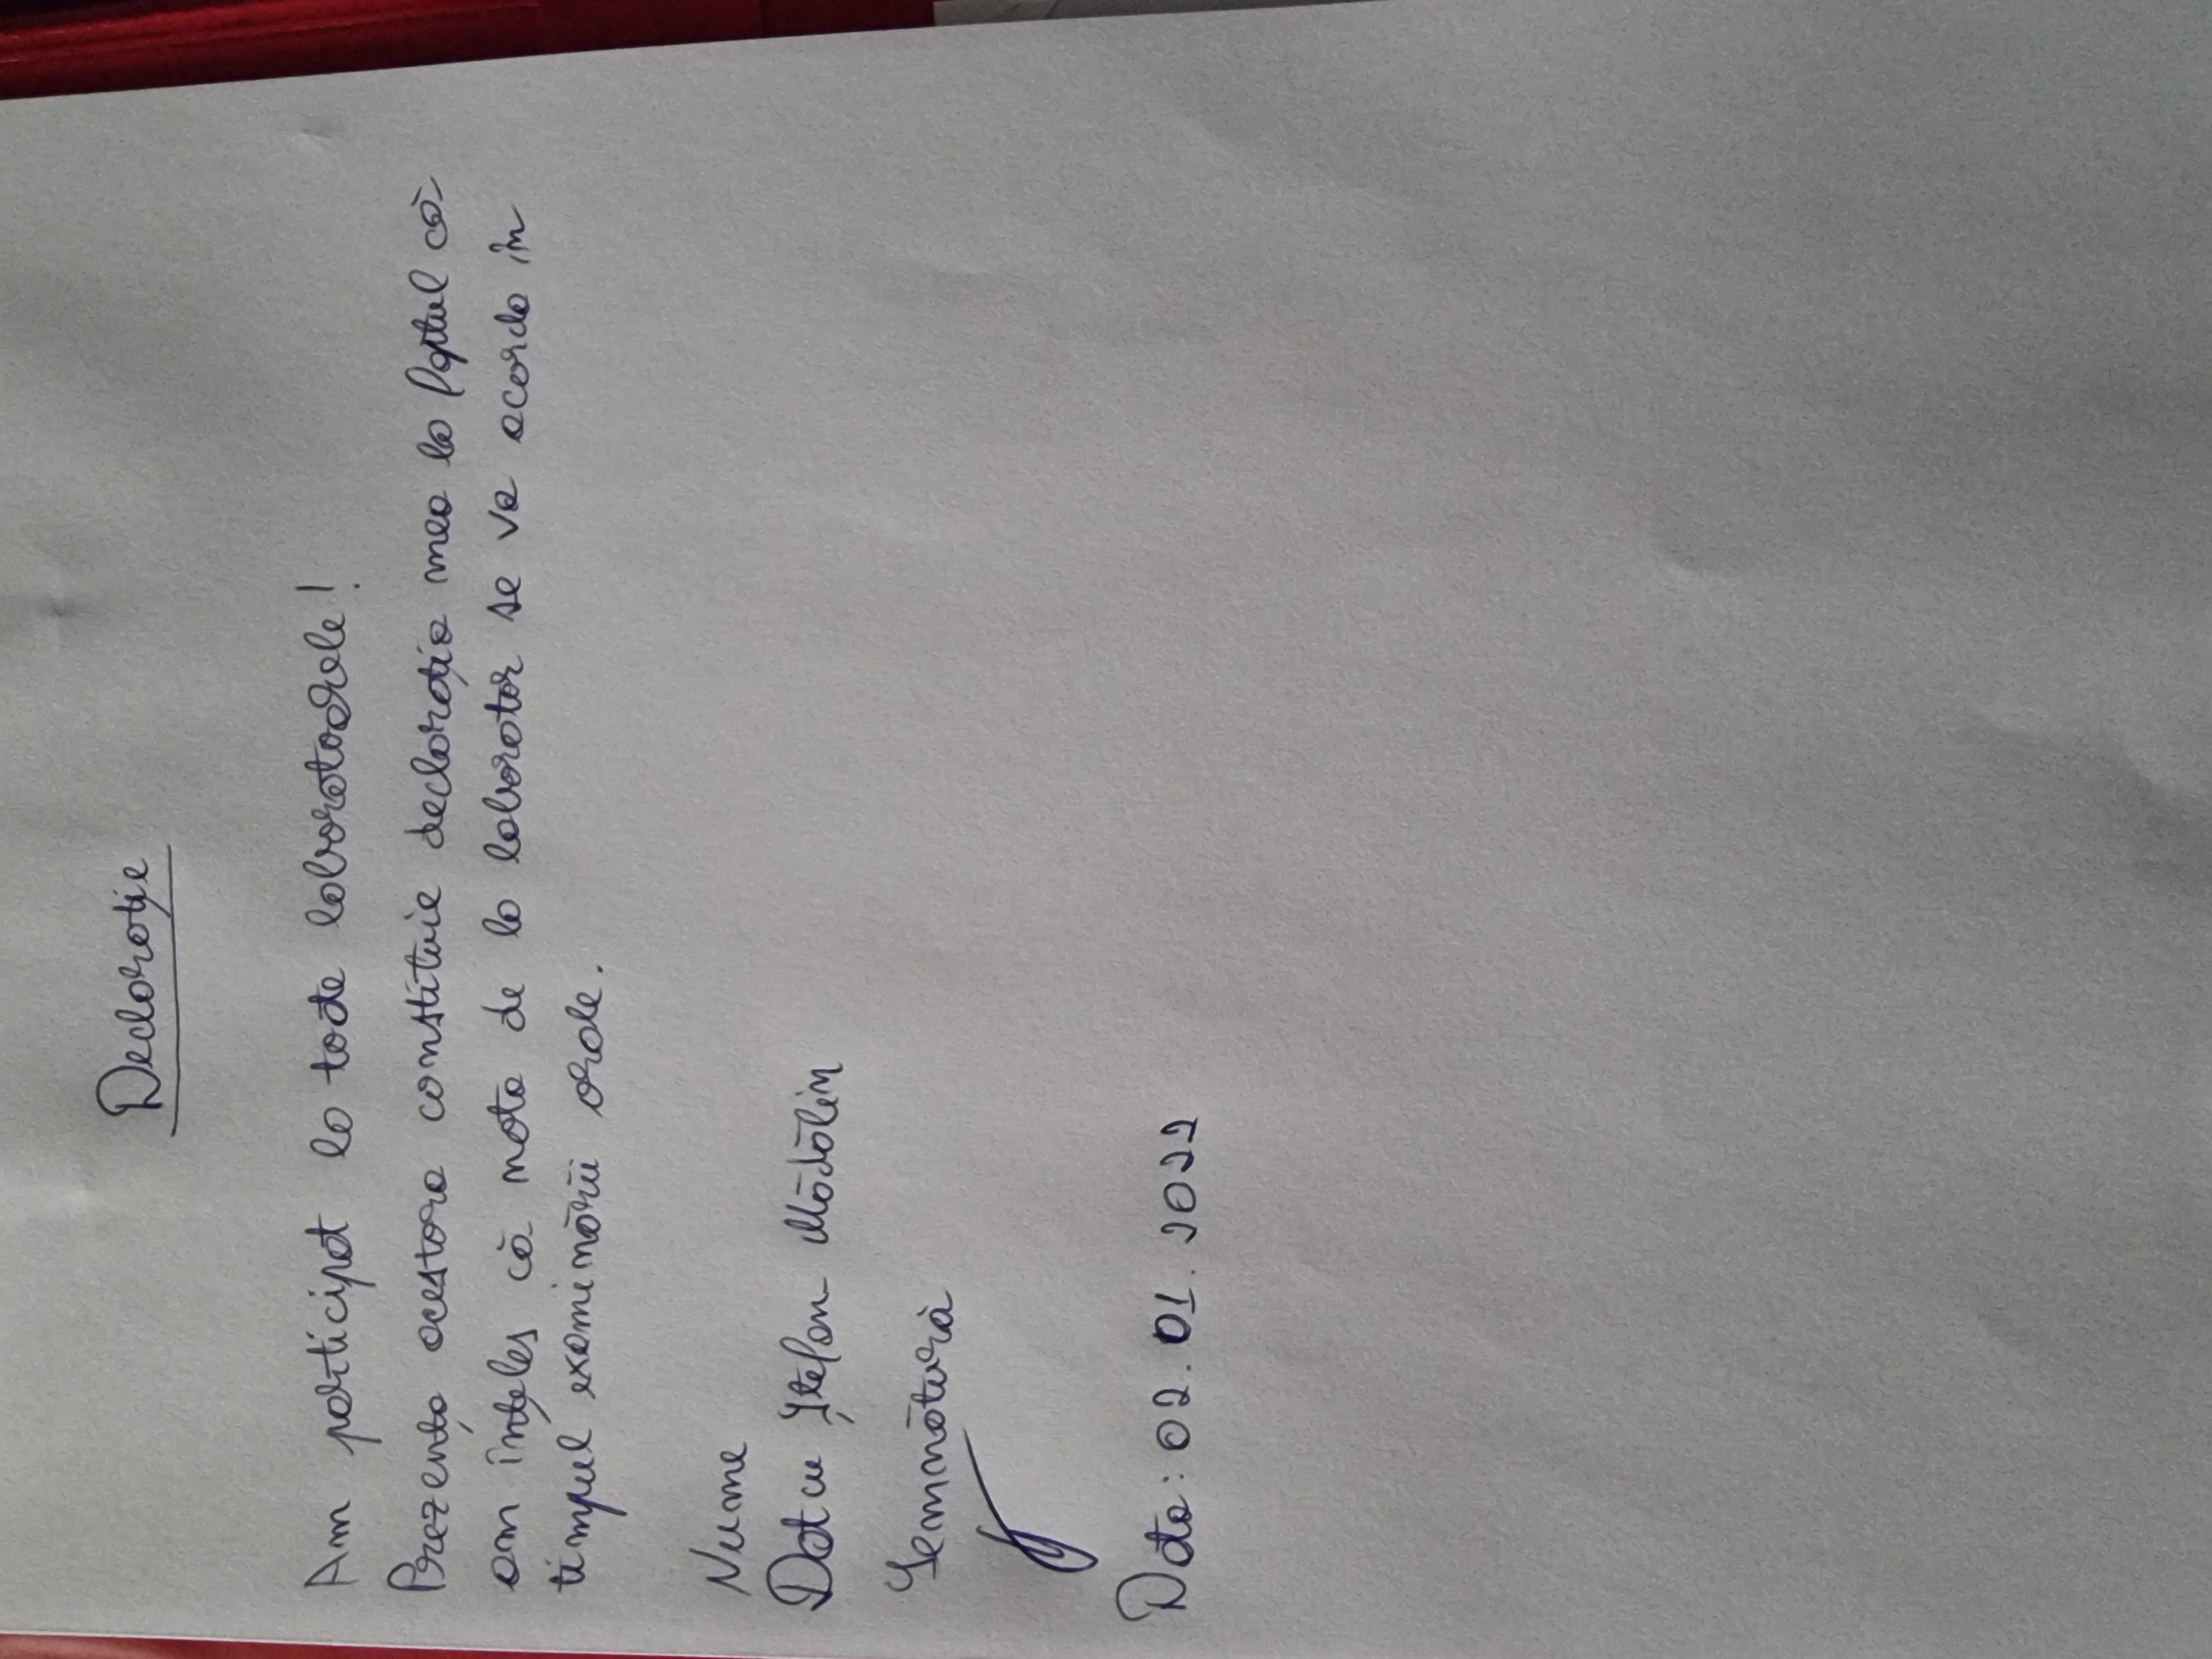 Declarație
Am participat la toate laboratoarele!
Prezența acestora constituie declarația mea la faptul că
am înțeles că nota de la laborator se va acorda în
timpul examinării orale.
Nume
Datcu Ștefan Mădălin
Semnătură
Data: 02.01.2022